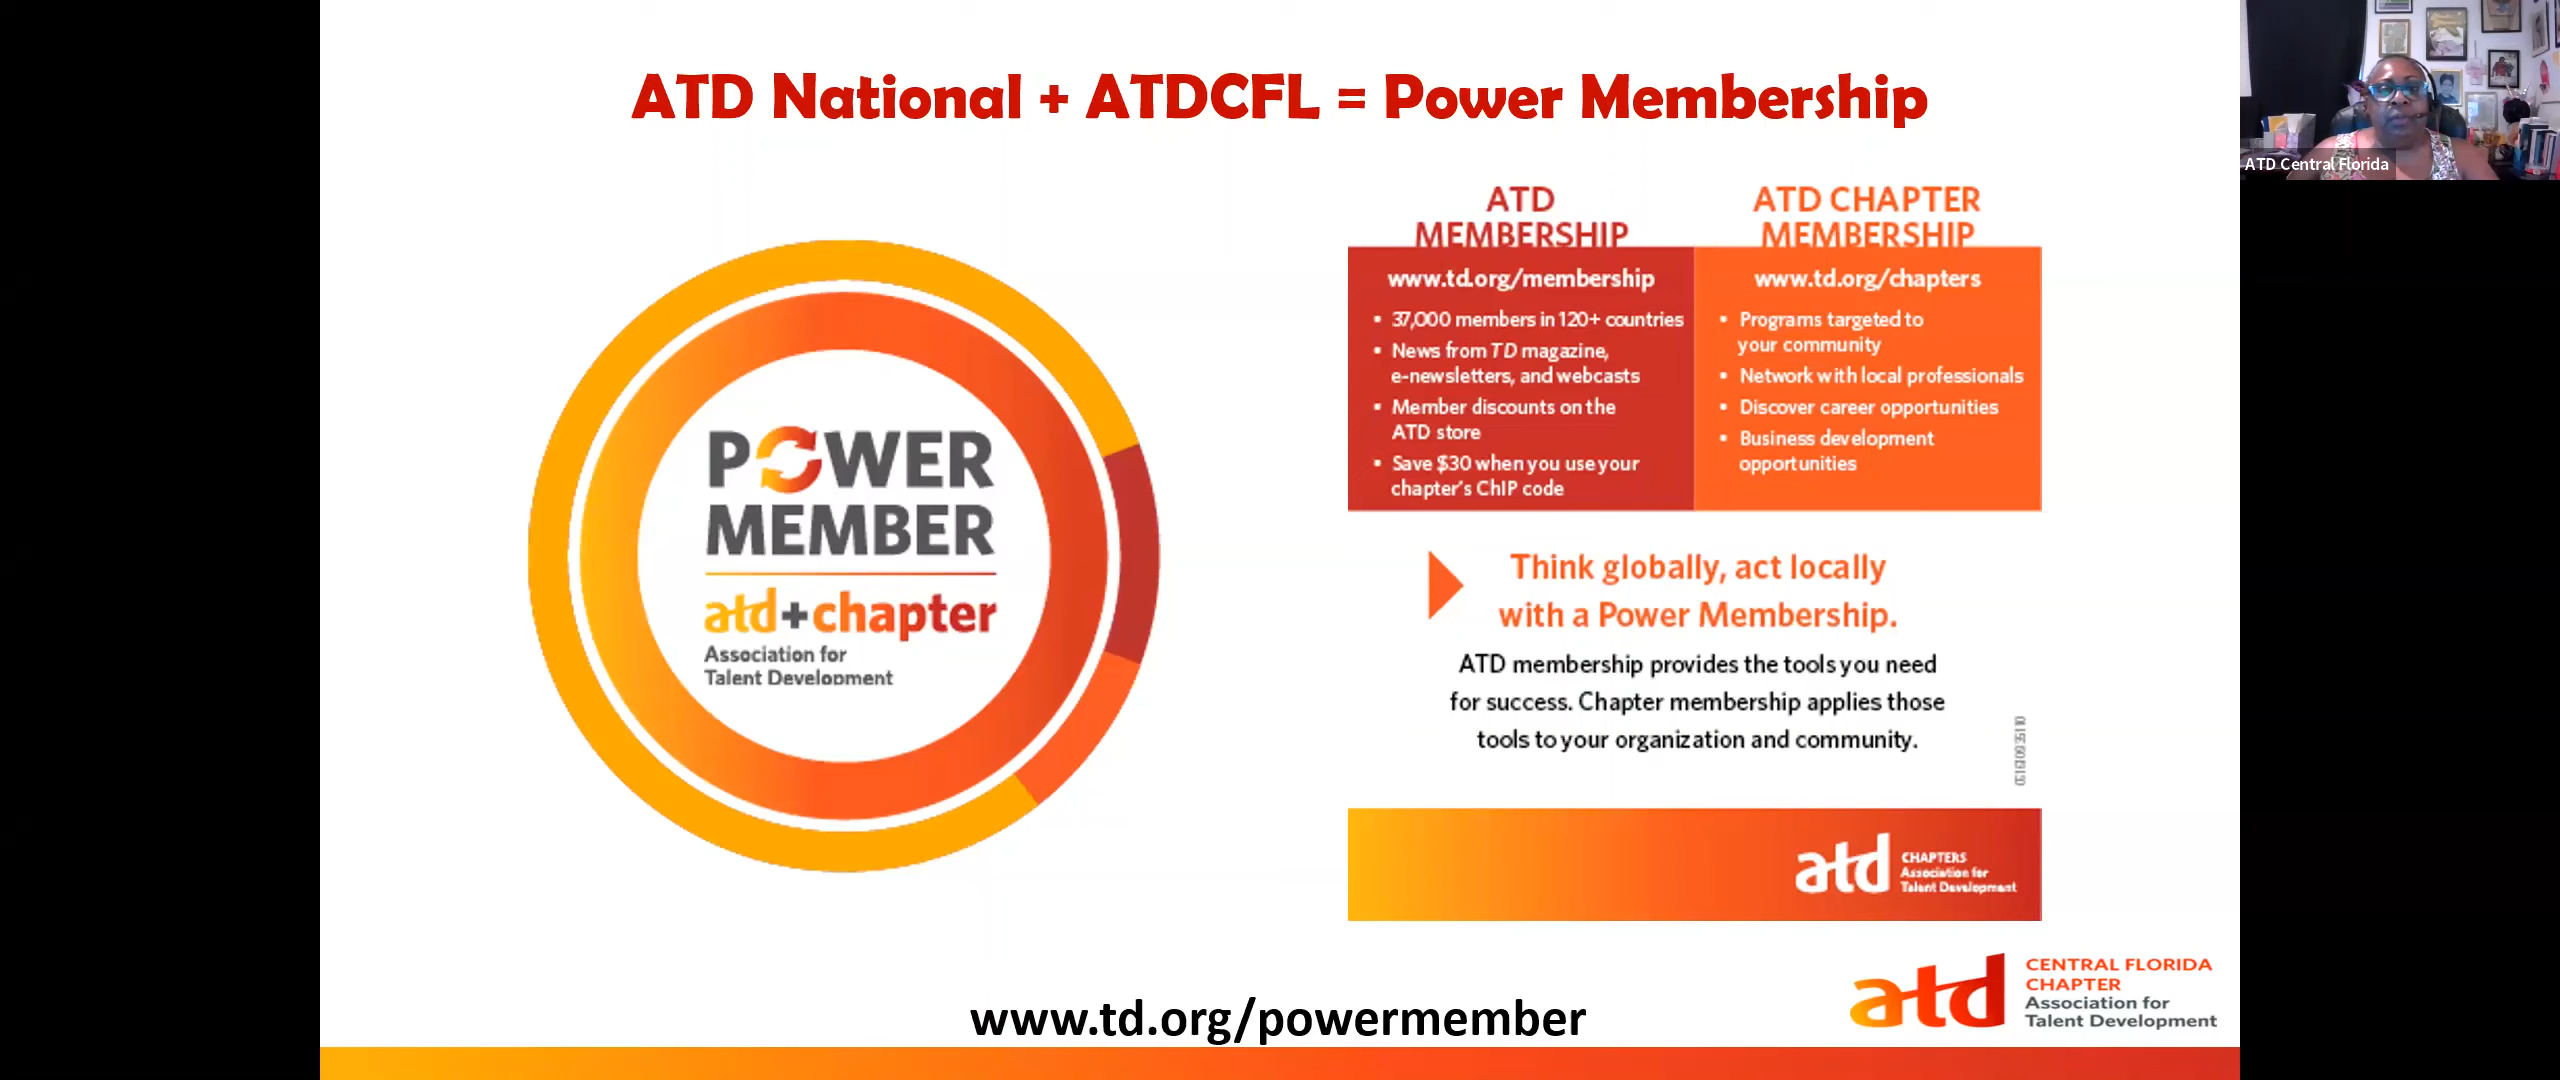 ATD National + ATDCFL = Power Membership
ATD Central Florida
POWER
MEMBER
atd+chapter
Association for
Talent Development
ATD
MEMBERSHIP
www.td.org/membership
▪ 37,000 members in 120+ countries
▪ News from TD magazine,
e-newsletters, and webcasts
▪ Member discounts on the
ATD store
▪ Save $30 when you use your
chapter's ChIP code
ATD CHAPTER
MEMBERSHIP
www.td.org/chapters
▪ Programs targeted to
your community
▪ Network with local professionals
▪ Discover career opportunities
▪ Business development
opportunities
Think globally, act locally
with a Power Membership.
ATD membership provides the tools you need
for success. Chapter membership applies those
tools to your organization and community.
atd CHAPTERS
Association for
Talent Development
www.td.org/powermember
atd CENTRAL FLORIDA
CHAPTER
Association for
Talent Development